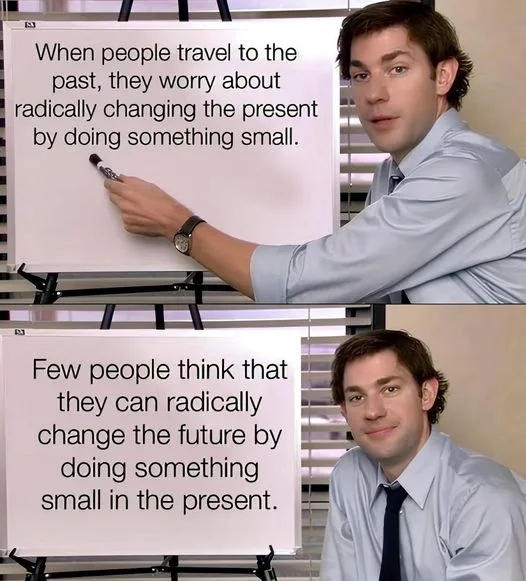 When people travel to the
past, they worry about
radically changing the present
by doing something small.
Few people think that
they can radically
change the future by
doing something
small in the present.